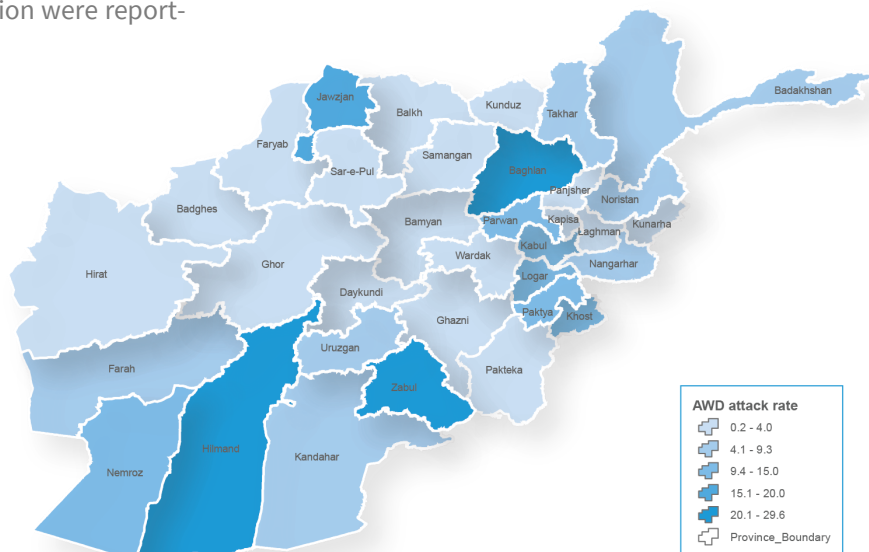 ion were report-
Badakhshan
Jawzjan
Balkh
Kunduz
Takhar
Faryab
Samangan
Sar-e-Pul
Baghlan
Panjsher
Noristan
Badghes
Bamyan
Parwan
Kapisa
Laghman
Kunarha
Kabul
Wardak
Ghor
Nangarhar
Hirat
Logar
Daykundi
Ghazni
Paktya
Khost
Uruzgan
Farah
Pakteka
Zabul
Hilmand
Kandahar
Nemroz
AWD attack rate
0.2 - 4.0
4.1 - 9.3
9.4 - 15.0
15.1 - 20.0
20.1 - 29.6
Province_Boundary